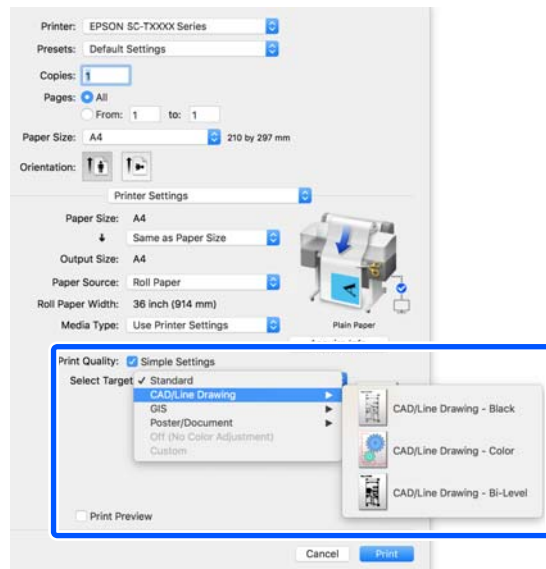 Printer: EPSON SC-TXXXX Series
Presets: Default Settings
Copies: 1
Pages: All
From: 1 to: 1
Paper Size: A4 210 by 297 mm
Orientation:
Printer Settings
Paper Size: A4
Same as Paper Size
Output Size: A4
Paper Source: Roll Paper
Roll Paper Width: 36 inch (914 mm)
Media Type: Use Printer Settings
Plain Paper
Print Quality: Simple Settings
Select Target ✓ Standard
CAD/Line Drawing
GIS
Poster/Document
Off (No Color Adjustment)
Custom
CAD/Line Drawing - Black
CAD/Line Drawing - Color
CAD/Line Drawing - Bi-Level
Print Preview
Cancel Print